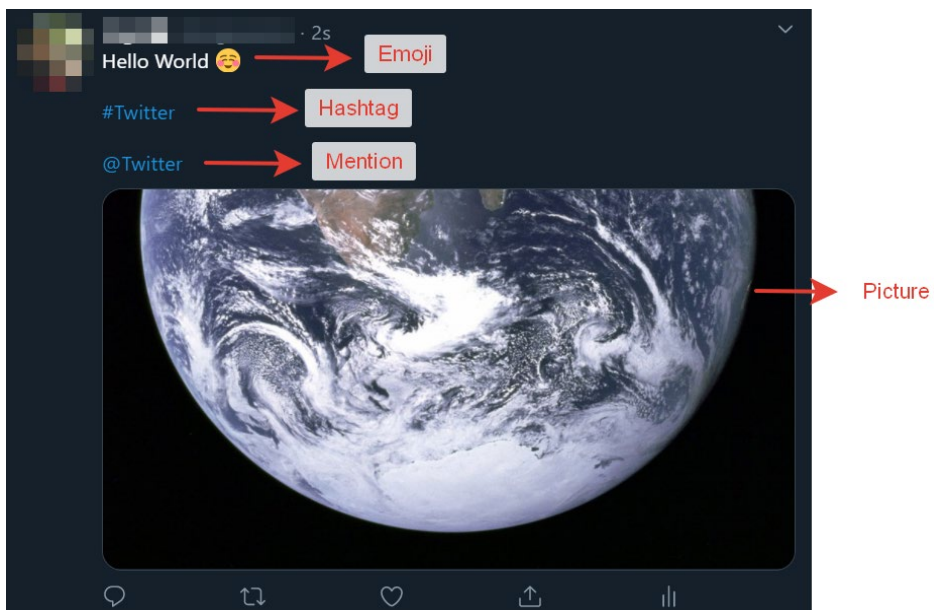 · 2s
Hello World ☺️ Emoji
#Twitter Hashtag
@Twitter Mention
Picture